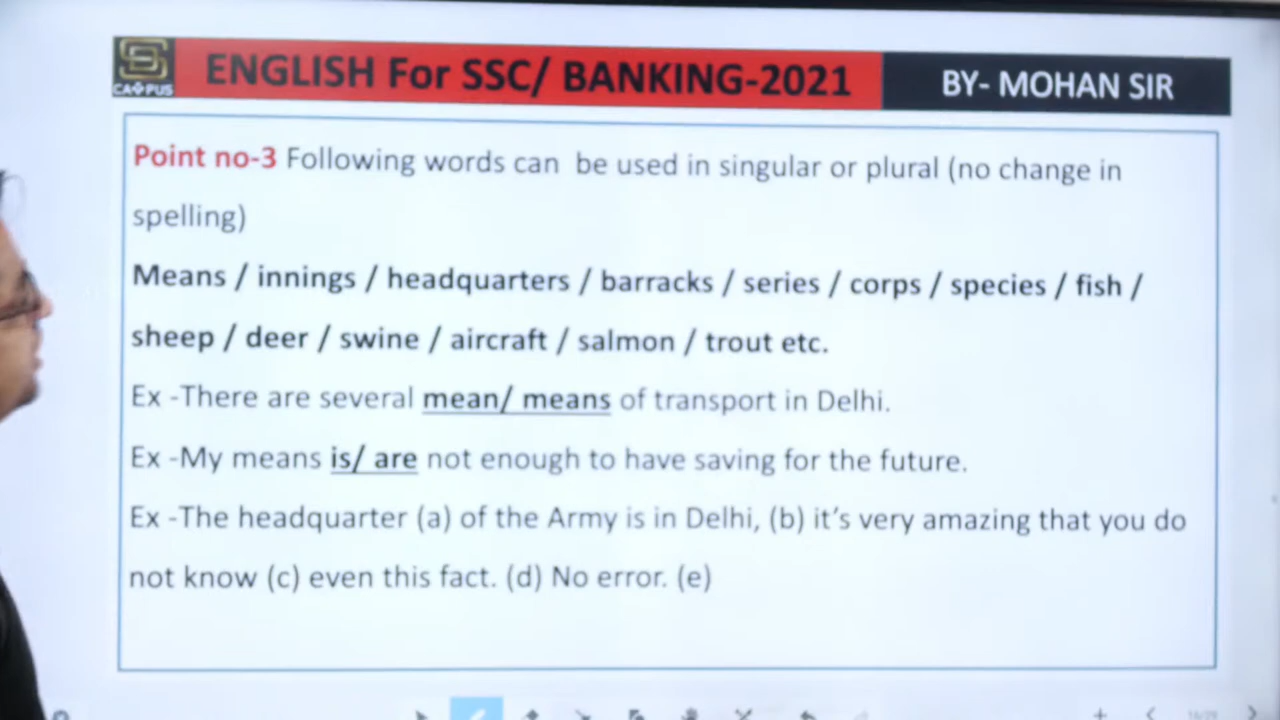 CAMPUS
ENGLISH For SSC/ BANKING-2021
BY- MOHAN SIR
Point no-3 Following words can be used in singular or plural (no change in
spelling)
Means / innings / headquarters / barracks / series / corps / species / fish /
sheep / deer / swine / aircraft / salmon / trout etc.
Ex -There are several mean/ means of transport in Delhi.
Ex -My means is/ are not enough to have saving for the future.
Ex -The headquarter (a) of the Army is in Delhi, (b) it's very amazing that you do
not know (c) even this fact. (d) No error. (e)